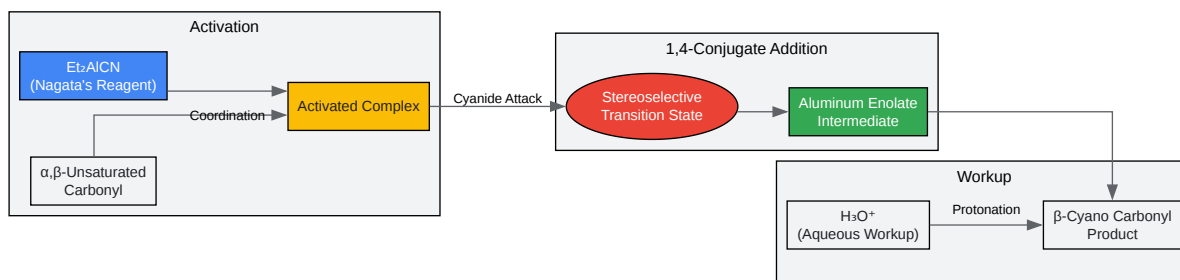 Activation
Et₂AlCN
(Nagata's Reagent)
Activated Complex
Coordination
α,β-Unsaturated
Carbonyl
Cyanide Attack
1,4-Conjugate Addition
Stereoselective
Transition State
Aluminum Enolate
Intermediate
Workup
H₃O⁺
(Aqueous Workup)
Protonation
β-Cyano Carbonyl
Product